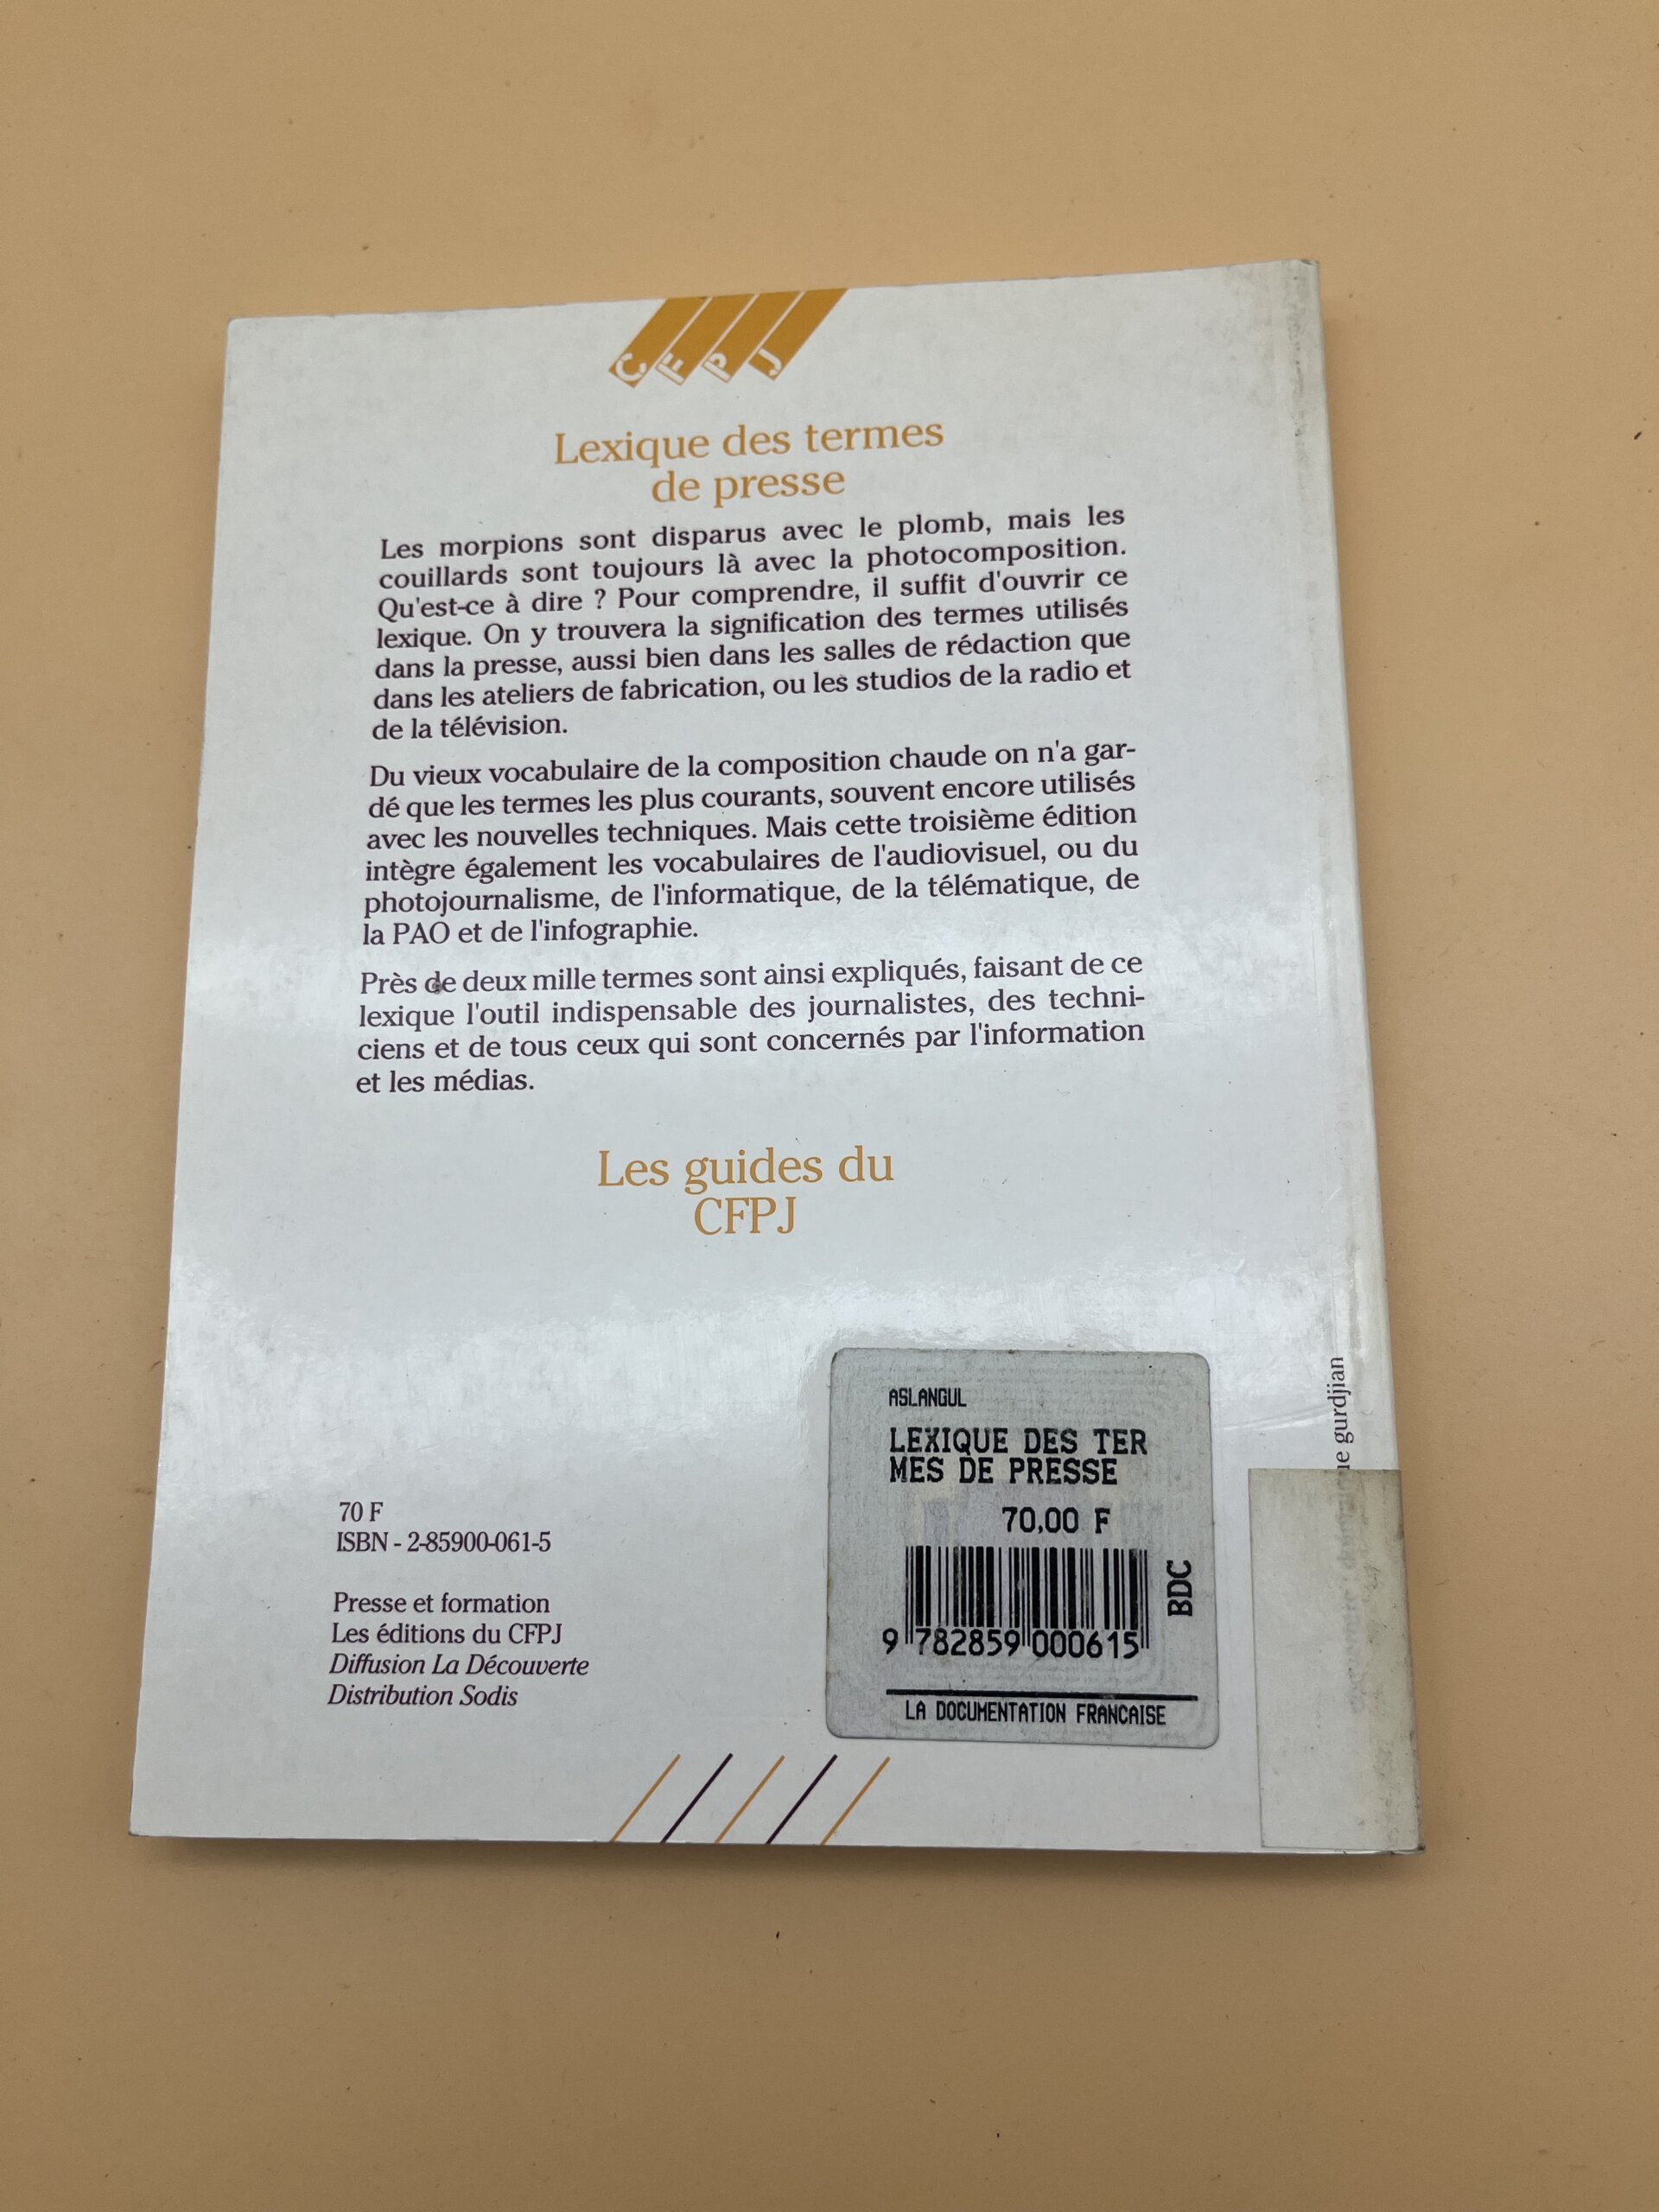 C F P J
Lexique des termes
de presse
Les morpions sont disparus avec le plomb, mais les
couillards sont toujours là avec la photocomposition.
Qu'est-ce à dire ? Pour comprendre, il suffit d'ouvrir ce
lexique. On y trouvera la signification des termes utilisés
dans la presse, aussi bien dans les salles de rédaction que
dans les ateliers de fabrication, ou les studios de la radio et
de la télévision.
Du vieux vocabulaire de la composition chaude on n'a gar-
dé que les termes les plus courants, souvent encore utilisés
avec les nouvelles techniques. Mais cette troisième édition
intègre également les vocabulaires de l'audiovisuel, ou du
photojournalisme, de l'informatique, de la télématique, de
la PAO et de l'infographie.
Près de deux mille termes sont ainsi expliqués, faisant de ce
lexique l'outil indispensable des journalistes, des techni-
ciens et de tous ceux qui sont concernés par l'information
et les médias.
Les guides du
CFPJ
70 F
ISBN - 2-85900-061-5
Presse et formation
Les éditions du CFPJ
Diffusion La Découverte
Distribution Sodis
ASLANGUL
LEXIQUE DES TER
MES DE PRESSE
70,00 F
BDC
9 782859 000615
LA DOCUMENTATION FRANCAISE
gurdjian